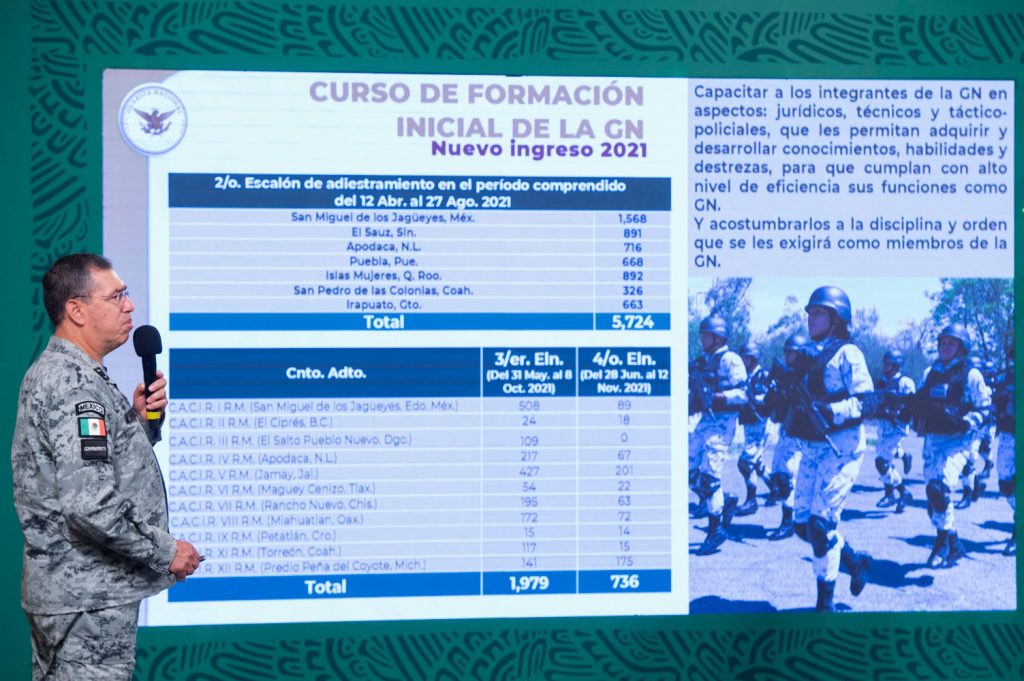 CURSO DE FORMACIÓN
INICIAL DE LA GN
Nuevo ingreso 2021
2/o. Escalón de adiestramiento en el período comprendido
del 12 Abr. al 27 Ago. 2021
San Miguel de los Jagüeyes, Méx. 1,568
El Sauz, Sin. 891
Apodaca, N.L. 716
Puebla, Pue. 668
Islas Mujeres, Q. Roo. 892
San Pedro de las Colonias, Coah. 326
Irapuato, Gto. 663
Total 5,724
Cnto. Adto. 3/er. Eln. 4/o. Eln.
(Del 31 May. al 8 (Del 28 Jun. al 12
Oct. 2021) Nov. 2021)
C.A.C.I.R. I R.M. (San Miguel de los Jagueyes, Edo. Méx.) 508 89
C.A.C.I.R. II R.M. (El Ciprés, B.C.) 24 18
C.A.C.I.R. III R.M. (El Salto Pueblo Nuevo, Dgo.) 109 0
C.A.C.I.R. IV R.M. (Apodaca, N.L.) 217 67
C.A.C.I.R. V R.M. (Jamay, Jal.) 427 201
C.A.C.I.R. VI R.M. (Maguey Cenizo, Tlax.) 54 22
C.A.C.I.R. VII R.M. (Rancho Nuevo, Chis.) 195 63
C.A.C.I.R. VIII R.M. (Miahuatlán, Oax.) 172 72
C.A.C.I.R. IX R.M. (Petatlán, Gro.) 15 14
R. XI R.M. (Torreón, Coah.) 117 15
R. XII R.M. (Predio Peña del Coyote, Mich.) 141 175
Total 1,979 736
Capacitar a los integrantes de la GN en
aspectos: jurídicos, técnicos y táctico-
policiales, que les permitan adquirir y
desarrollar conocimientos, habilidades y
destrezas, para que cumplan con alto
nivel de eficiencia sus funciones como
GN.
Y acostumbrarlos a la disciplina y orden
que se les exigirá como miembros de la
GN.
MÉXICO